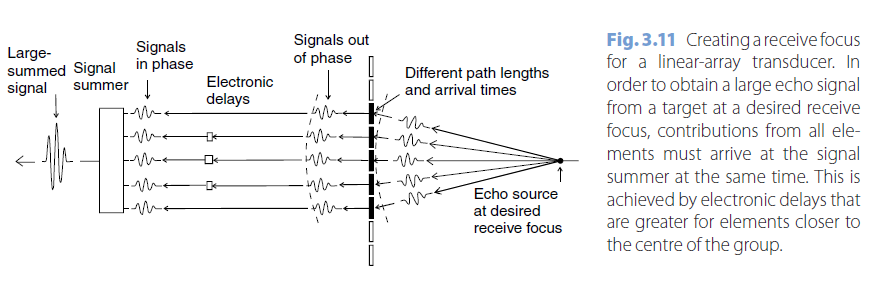 Large-
summed
signal
Signal
summer
Signals
in phase
Electronic
delays
Signals out
of phase
Different path lengths
and arrival times
Echo source
at desired
receive focus
Fig. 3.11 Creating a receive focus
for a linear-array transducer. In
order to obtain a large echo signal
from a target at a desired receive
focus, contributions from all ele-
ments must arrive at the signal
summer at the same time. This is
achieved by electronic delays that
are greater for elements closer to
the centre of the group.